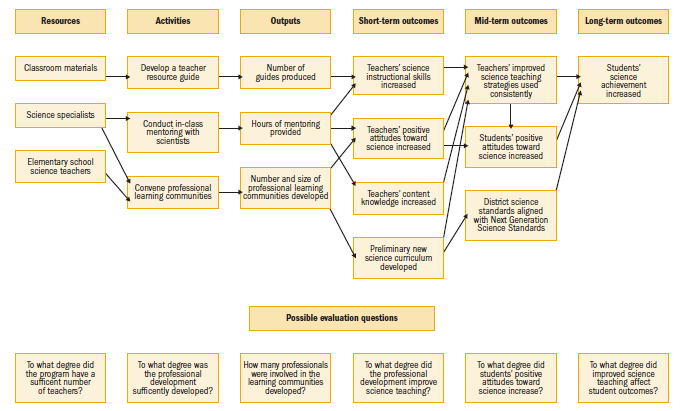 Resources
Activities
Outputs
Short-term outcomes
Mid-term outcomes
Long-term outcomes
Classroom materials
Science specialists
Elementary school
science teachers
Develop a teacher
resource guide
Conduct in-class
mentoring with
scientists
Convene professional
learning communities
Number of
guides produced
Hours of mentoring
provided
Number and size of
professional learning
communities developed
Teachers' science
instructional skills
increased
Teachers' positive
attitudes toward
science increased
Teachers' content
knowledge increased
Preliminary new
science curriculum
developed
Teachers' improved
science teaching
strategies used
consistently
Students' positive
attitudes toward
science increased
District science
standards aligned
with Next Generation
Science Standards
Students'
science
achievement
increased
Possible evaluation questions
To what degree did
the program have a
sufficent number
of teachers?
To what degree was
the professional
development
sufficently developed?
How many professionals
were involved in the
learning communities
developed?
To what degree did
the professional
development improve
science teaching?
To what degree did
students' positive
attitudes toward
science increase?
To what degree did
improved science
teaching affect
student outcomes?